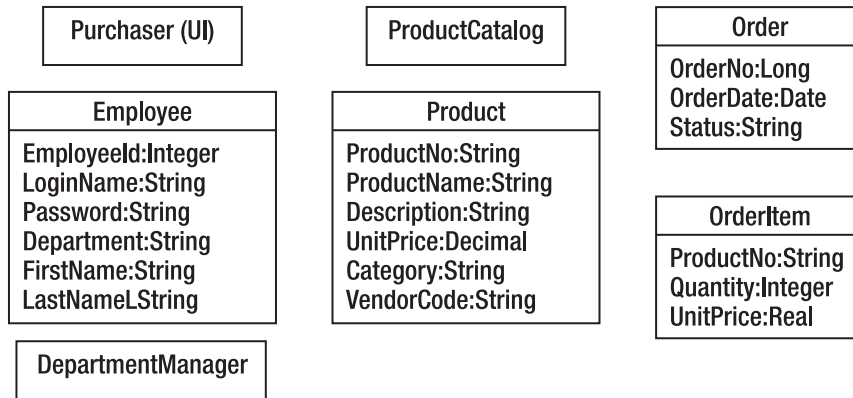 Purchaser (UI)
Employee
EmployeeId:Integer
LoginName:String
Password:String
Department:String
FirstName:String
LastNameLString
DepartmentManager
ProductCatalog
Product
ProductNo:String
ProductName:String
Description:String
UnitPrice:Decimal
Category:String
VendorCode:String
Order
OrderNo:Long
OrderDate:Date
Status:String
OrderItem
ProductNo:String
Quantity:Integer
UnitPrice:Real